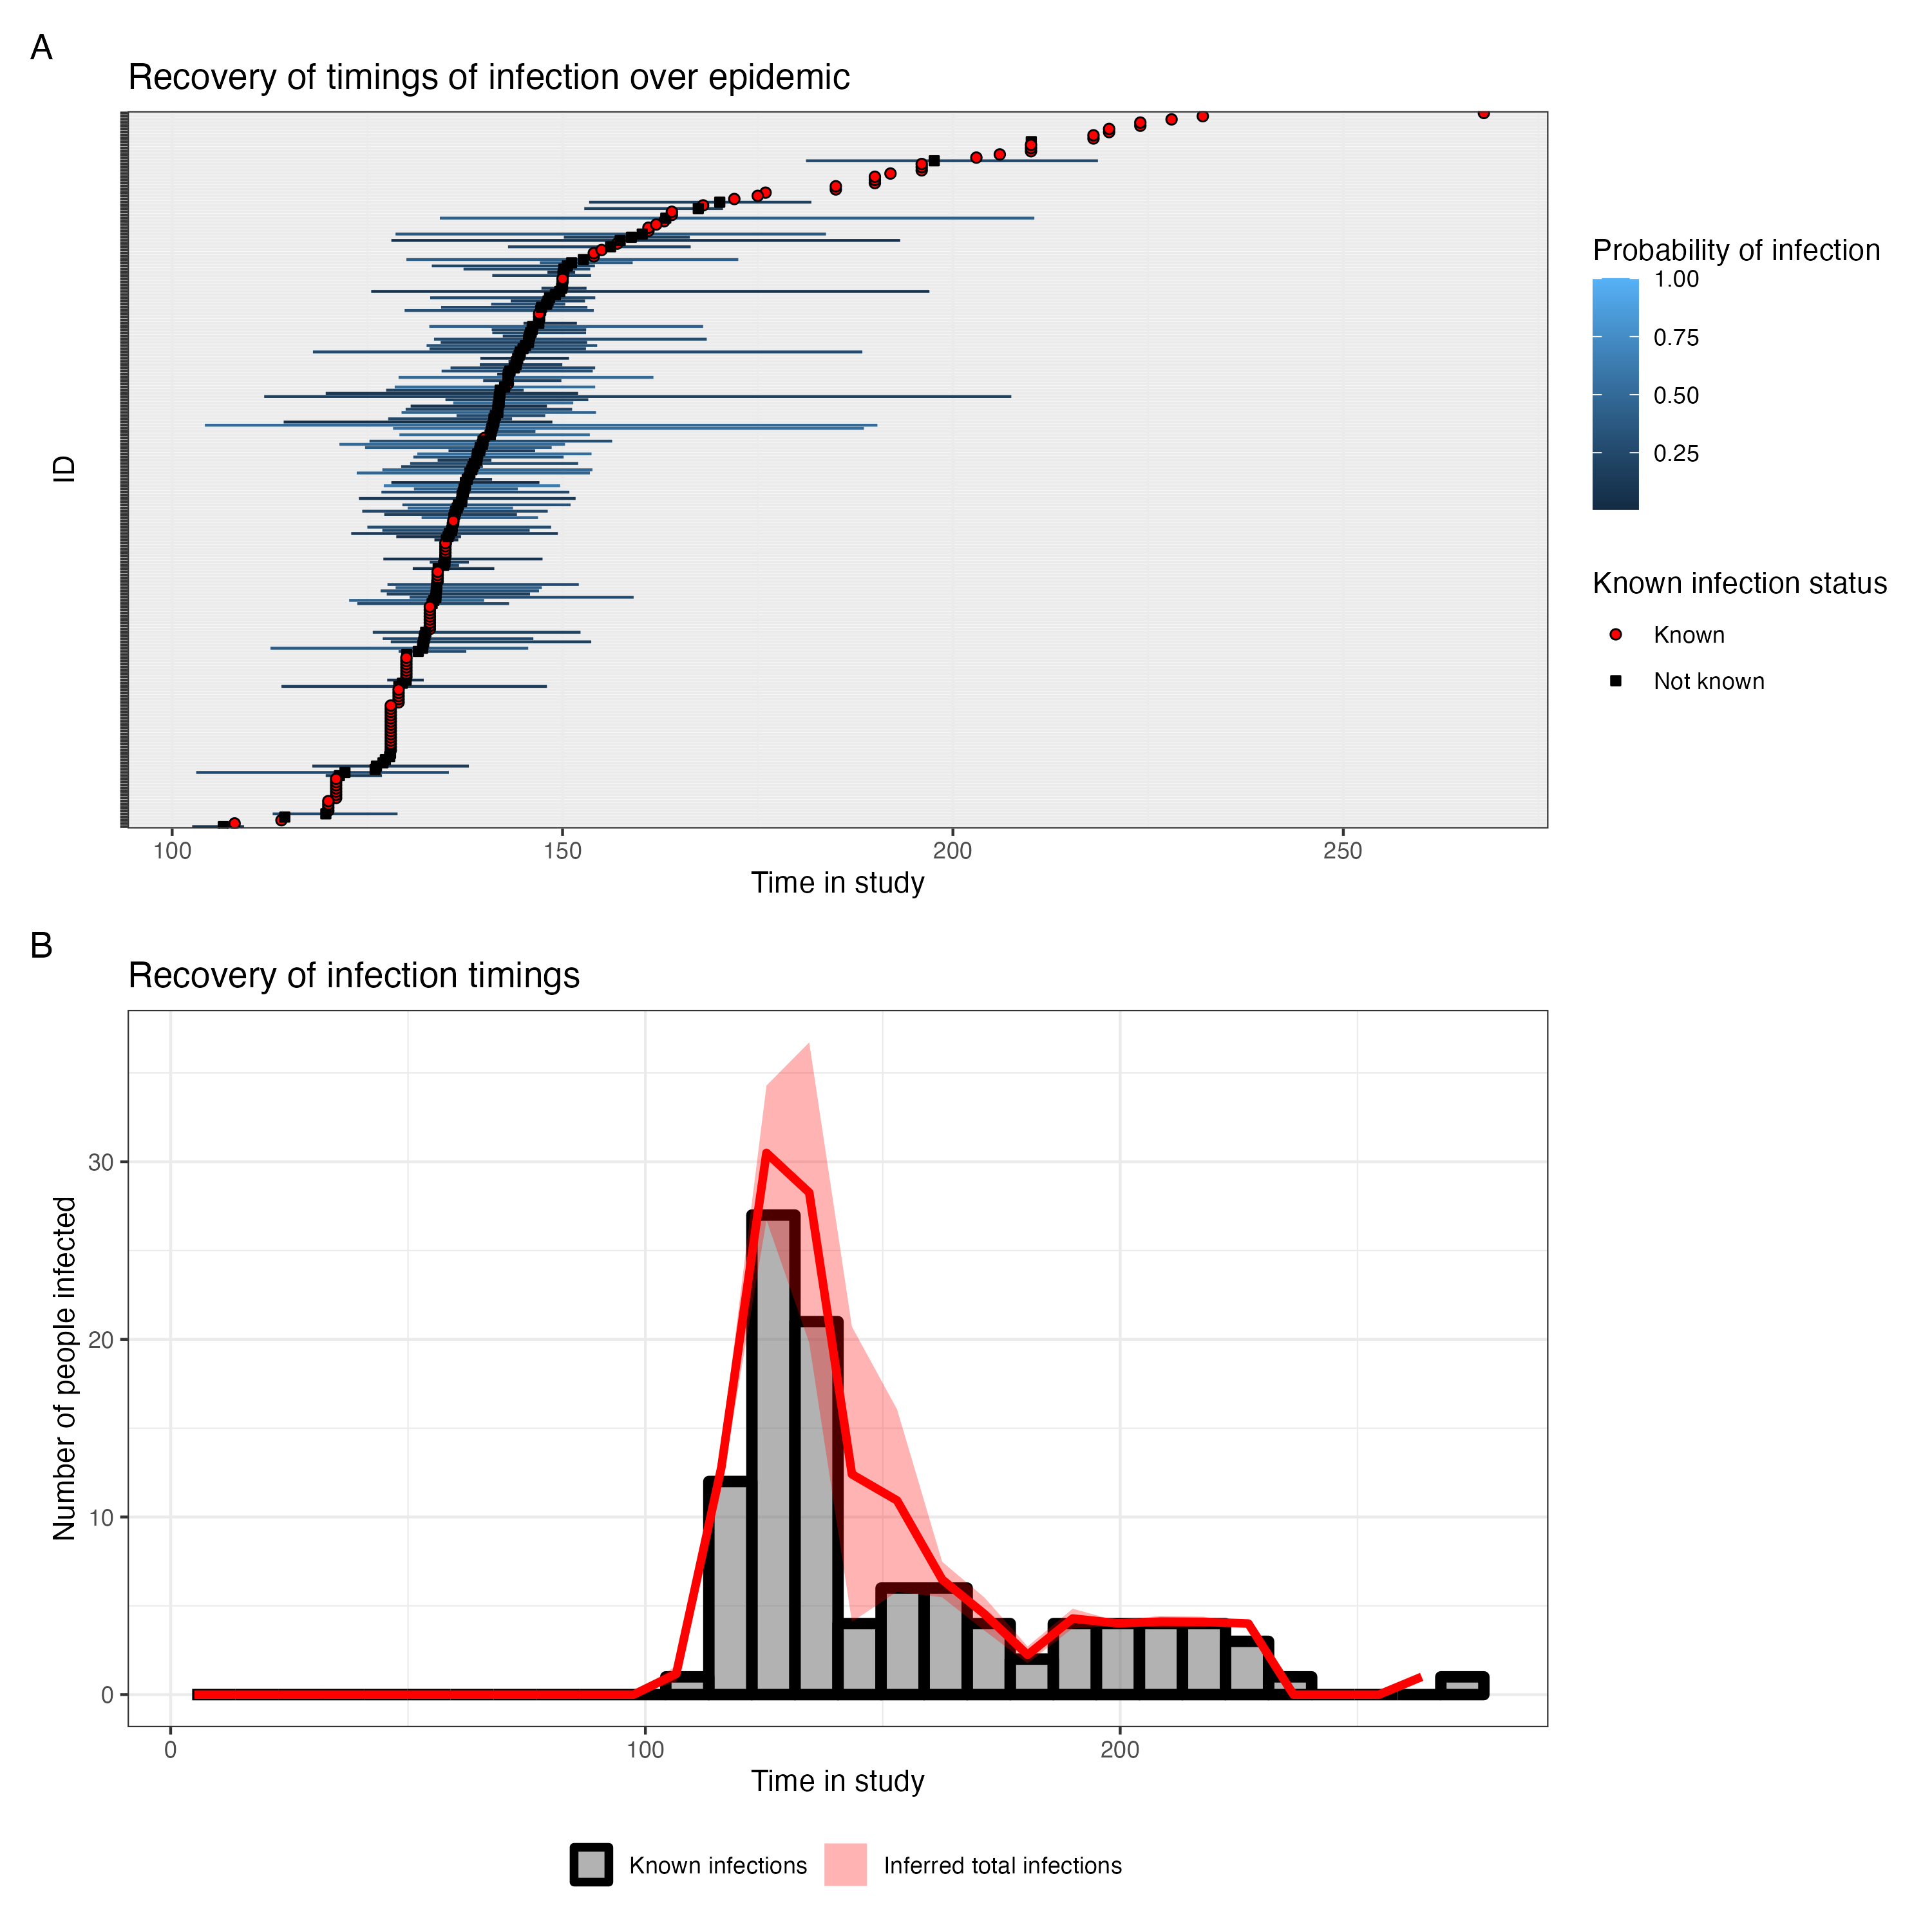 A
Recovery of timings of infection over epidemic
ID
100 150 200 250
Time in study
Probability of infection
1.00
0.75
0.50
0.25
Known infection status
Known
Not known
B
Recovery of infection timings
Number of people infected
30
20
10
0
0 100 200
Time in study
Known infections Inferred total infections